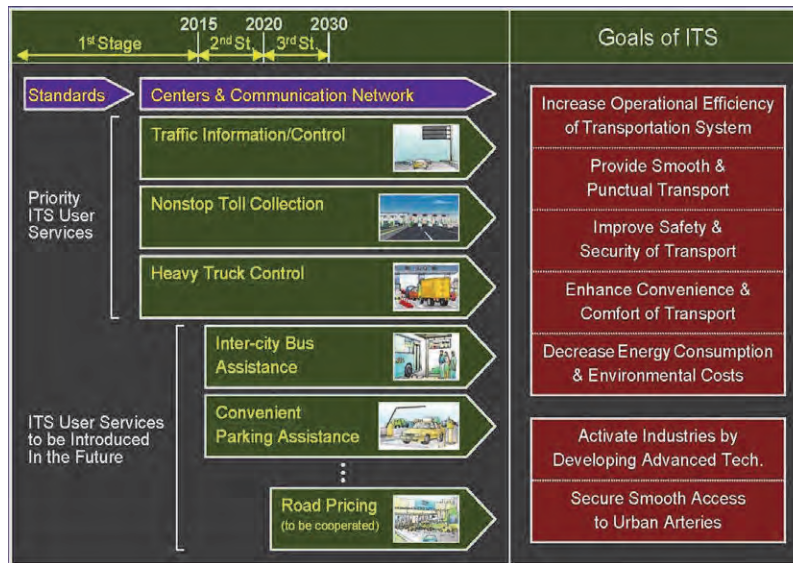 2015 2020 2030
1st Stage 2nd St. 3rd St.
Goals of ITS
Standards
Centers & Communication Network
Priority
ITS User
Services
Traffic Information/Control
Nonstop Toll Collection
Heavy Truck Control
ITS User Services
to be Introduced
In the Future
Inter-city Bus
Assistance
Convenient
Parking Assistance
Road Pricing
(to be cooperated)
Increase Operational Efficiency
of Transportation System
Provide Smooth &
Punctual Transport
Improve Safety &
Security of Transport
Enhance Convenience &
Comfort of Transport
Decrease Energy Consumption
& Environmental Costs
Activate Industries by
Developing Advanced Tech.
Secure Smooth Access
to Urban Arteries